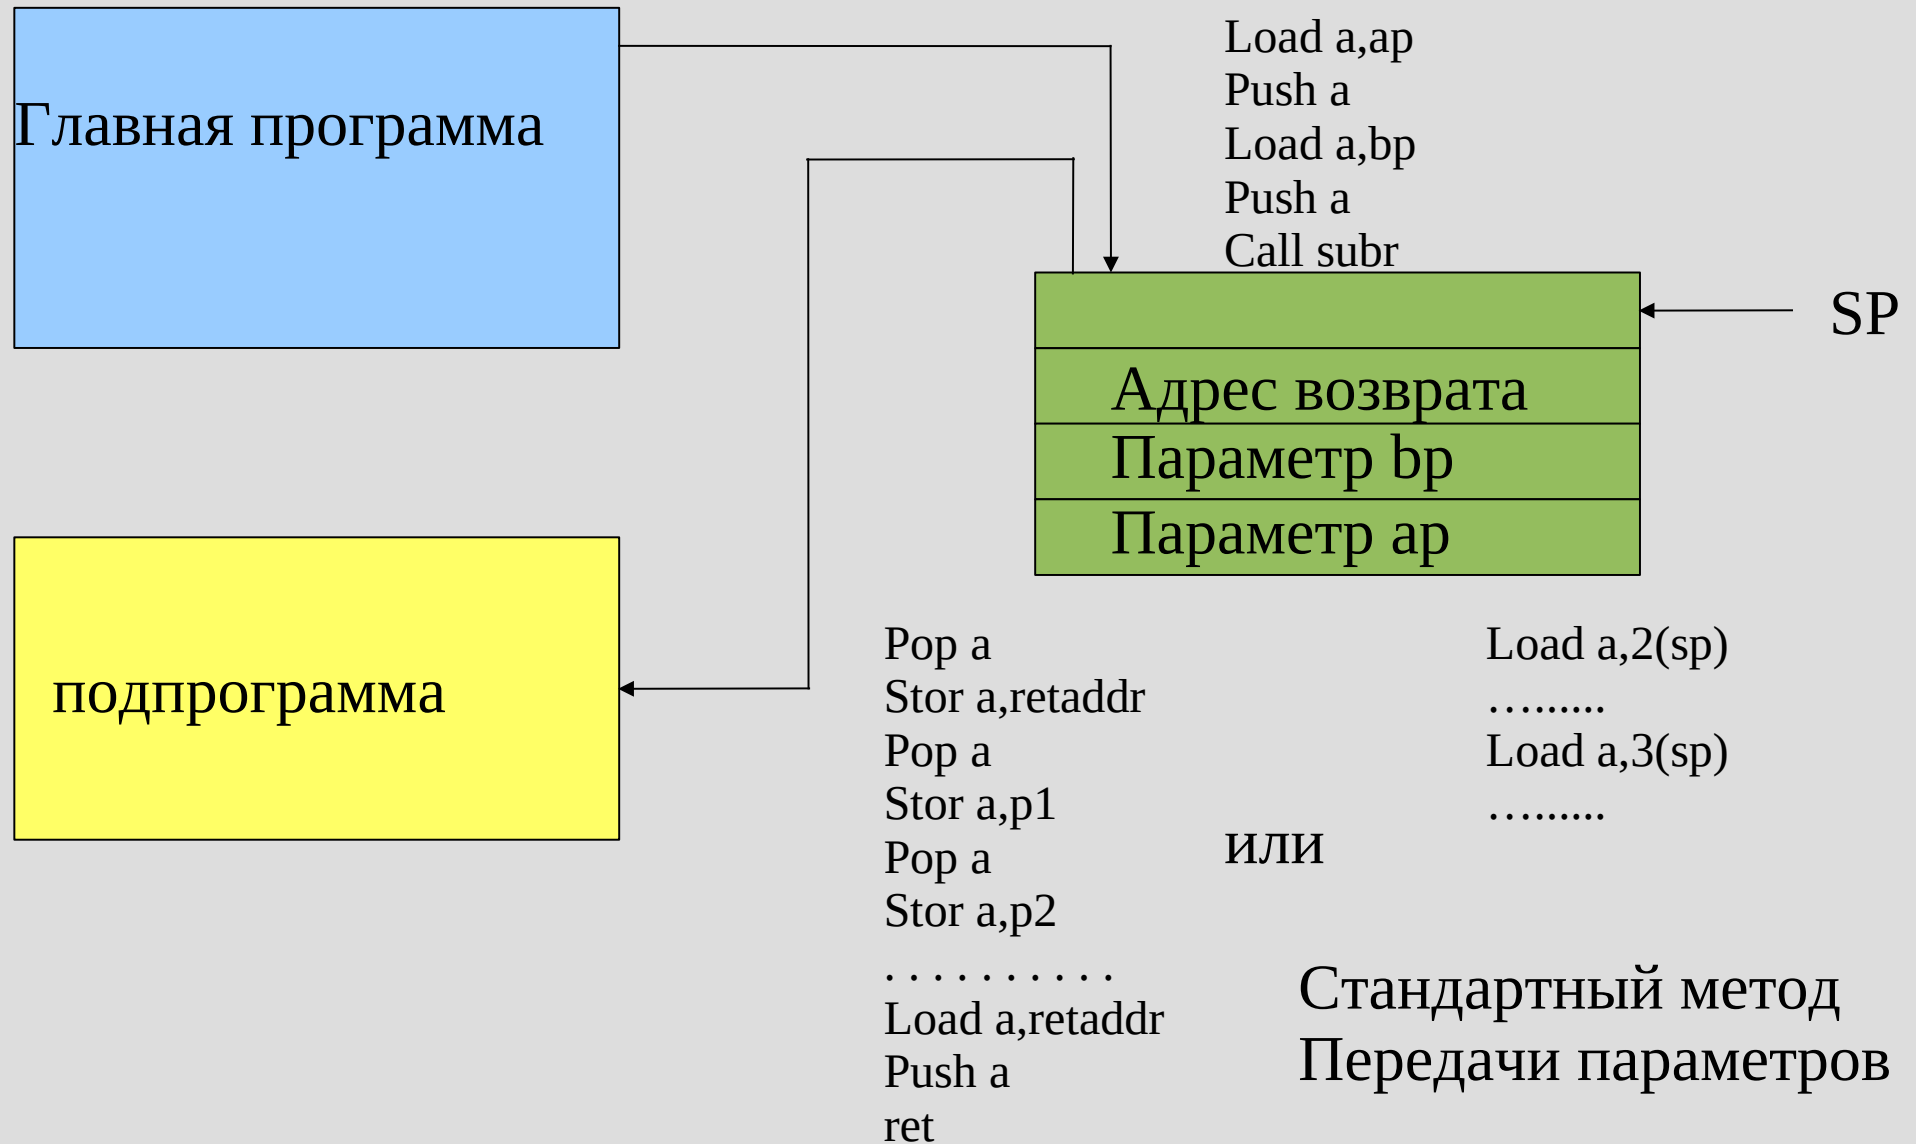 Главная программа
Load a,ap
Push a
Load a,bp
Push a
Call subr
SP
Адрес возврата
Параметр bp
Параметр ap
подпрограмма
Pop a
Stor a,retaddr
Pop a
Stor a,p1
Pop a
Stor a,p2
. . . . . . . . . .
Load a,retaddr
Push a
ret
или
Load a,2(sp)
…......
Load a,3(sp)
…......
Стандартный метод
Передачи параметров